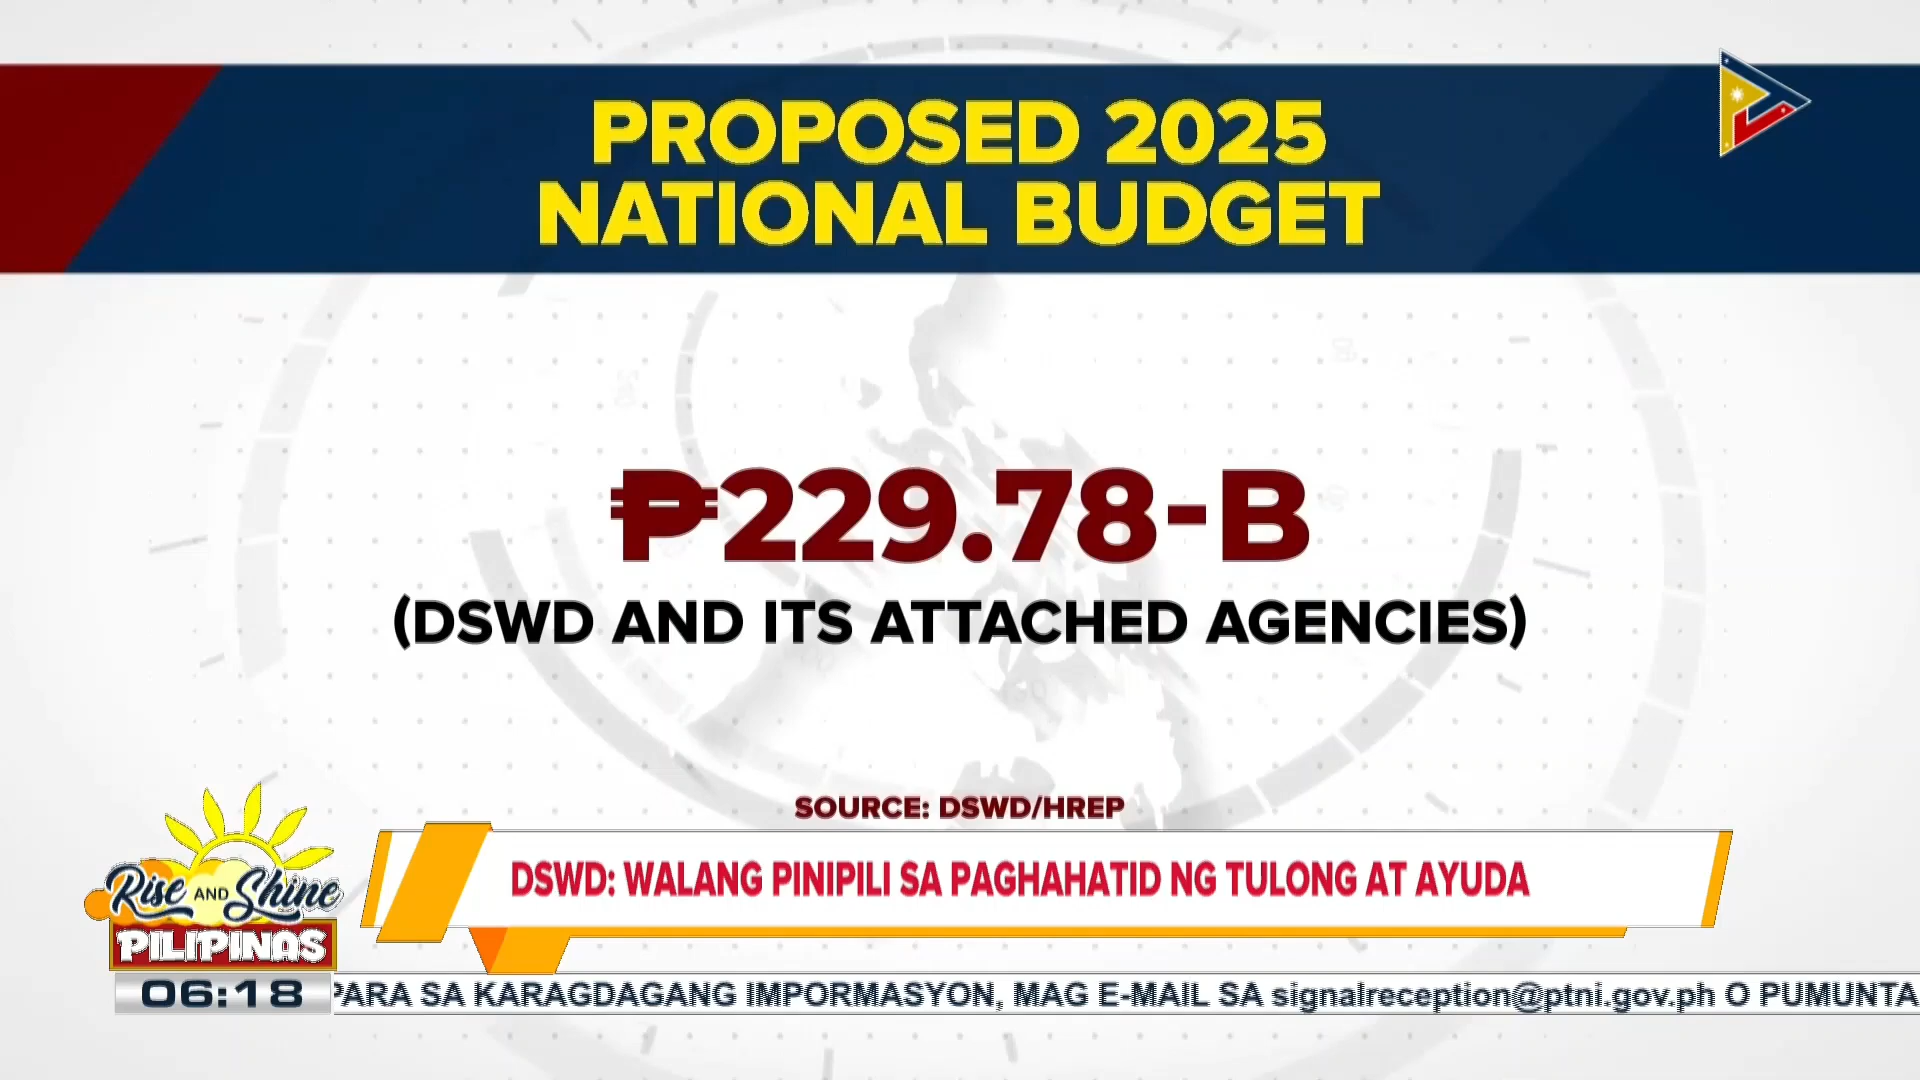 PROPOSED 2025
NATIONAL BUDGET
₱229.78-B
(DSWD AND ITS ATTACHED AGENCIES)
SOURCE: DSWD/HREP
DSWD: WALANG PINIPILI SA PAGHAHATID NG TULONG AT AYUDA
Rise AND Shine
PILIPINAS
06:18
PARA SA KARAGDAGANG IMPORMASYON, MAG E-MAIL SA signalreception@ptni.gov.ph O PUMUNTA